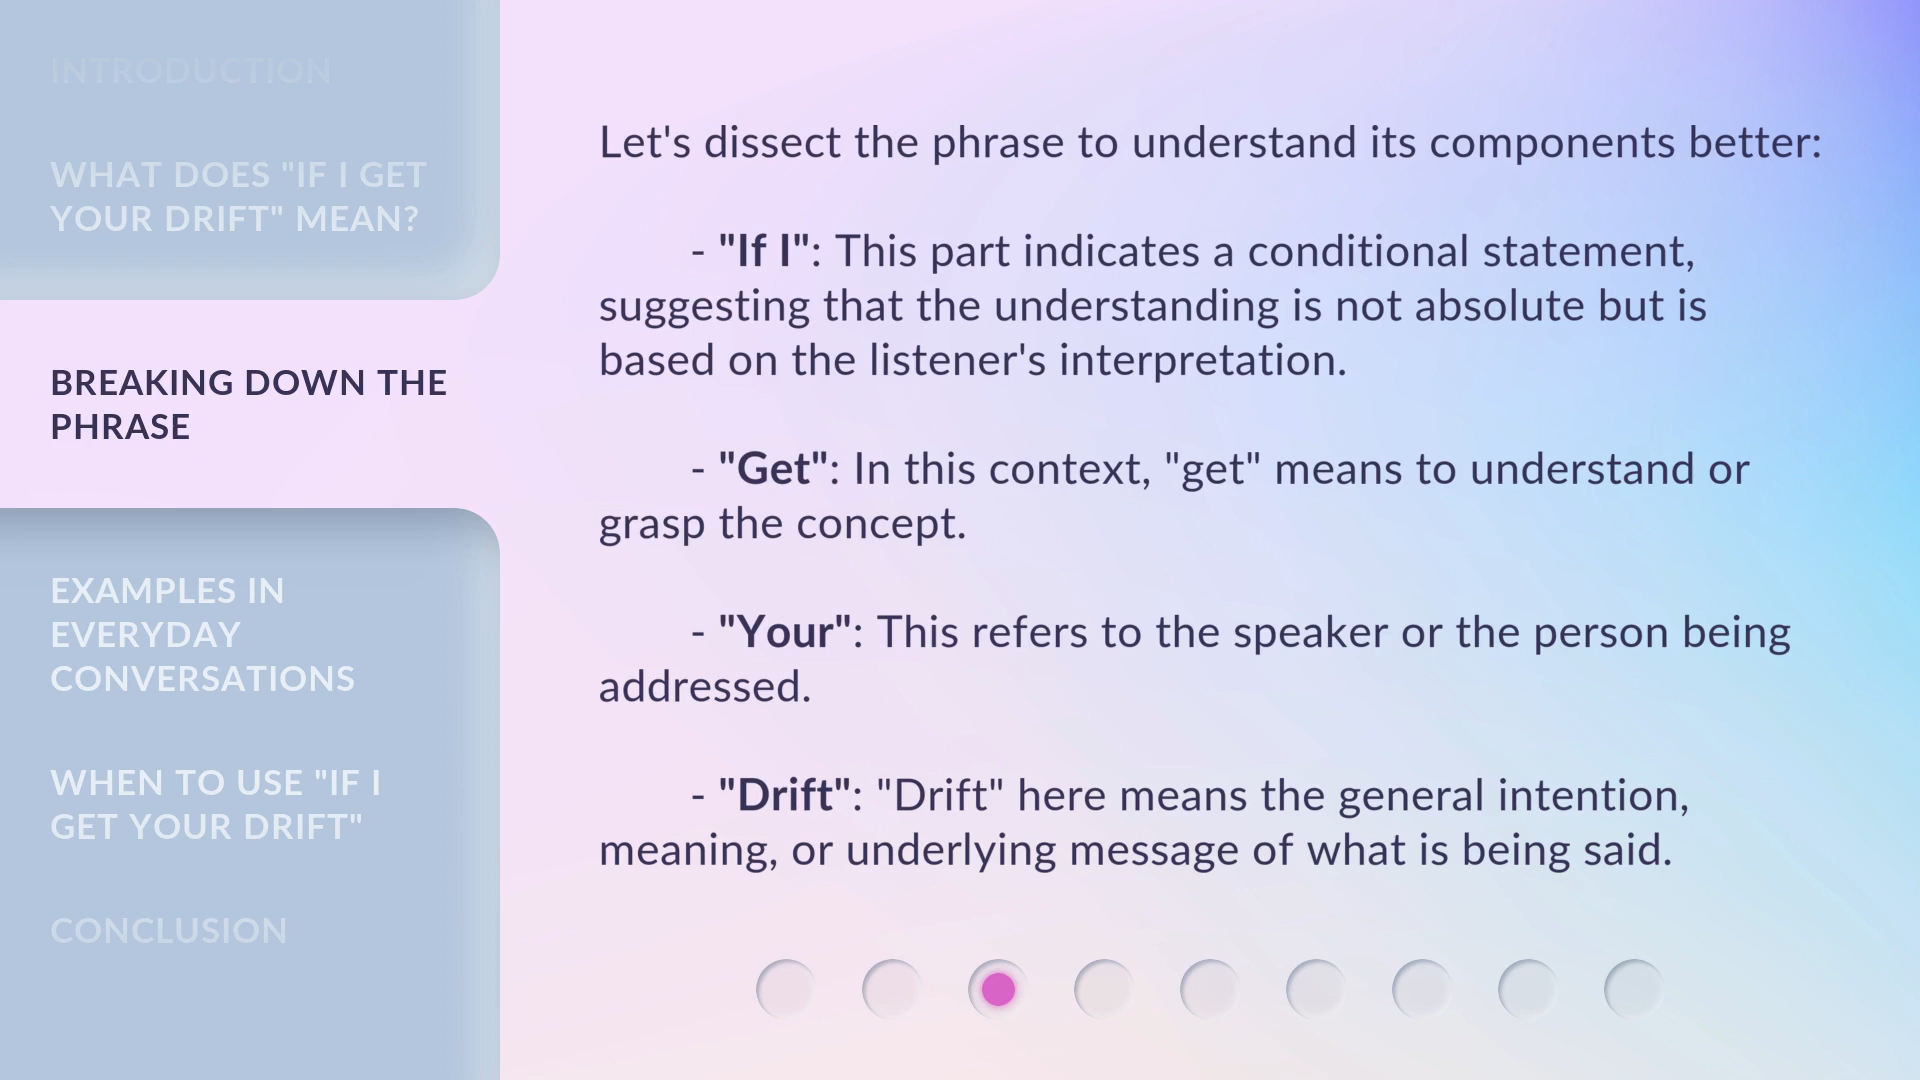 INTRODUCTION
WHAT DOES "IF I GET
YOUR DRIFT" MEAN?
BREAKING DOWN THE
PHRASE
EXAMPLES IN
EVERYDAY
CONVERSATIONS
WHEN TO USE "IF I
GET YOUR DRIFT"
CONCLUSION
Let's dissect the phrase to understand its components better:
- "If I": This part indicates a conditional statement,
suggesting that the understanding is not absolute but is
based on the listener's interpretation.
- "Get": In this context, "get" means to understand or
grasp the concept.
- "Your": This refers to the speaker or the person being
addressed.
- "Drift": "Drift" here means the general intention,
meaning, or underlying message of what is being said.